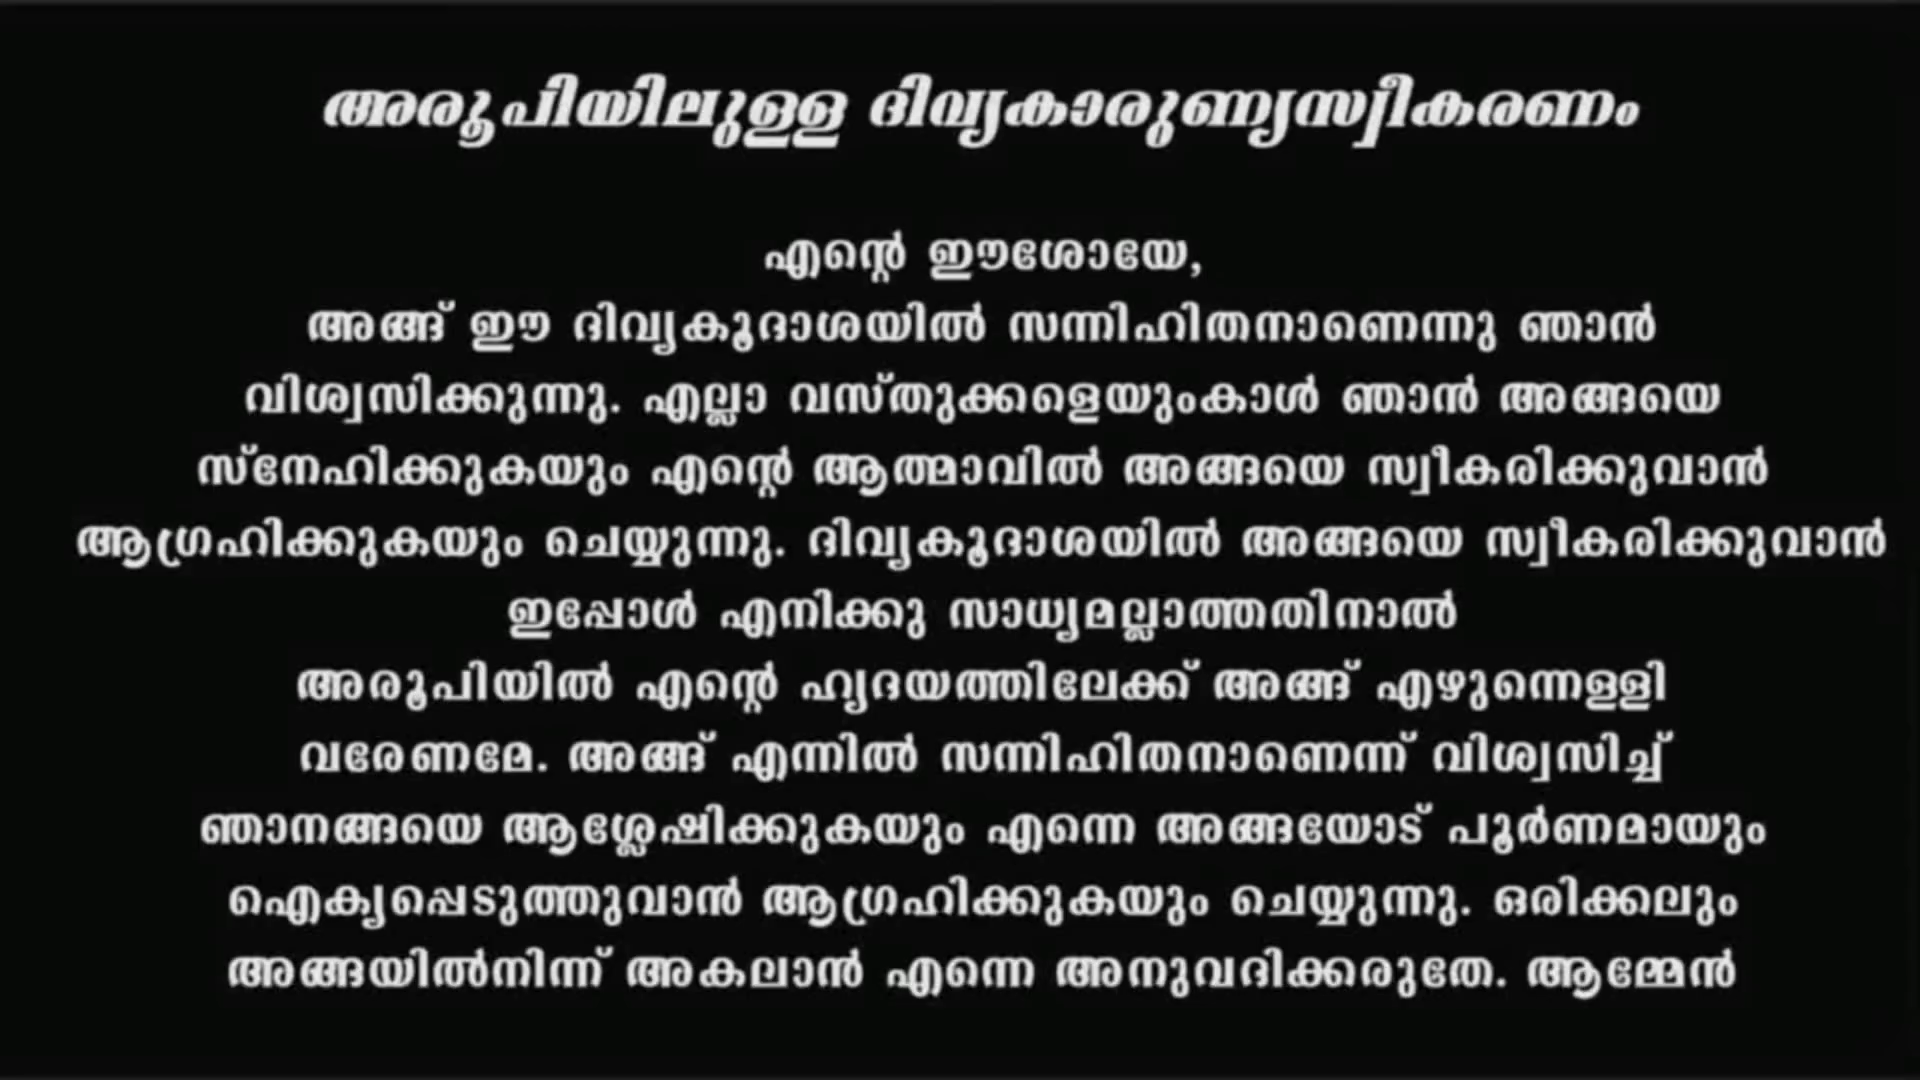 അരൂപിയിലുള്ള ദിവ്യകാരുണ്യസ്വീകരണം
എന്റെ ഈശോയേ,
അങ്ങ് ഈ ദിവ്യകൂദാശയിൽ സന്നിഹിതനാണെന്നു ഞാൻ
വിശ്വസിക്കുന്നു. എല്ലാ വസ്തുക്കളെയുംകാൾ ഞാൻ അങ്ങയെ
സ്നേഹിക്കുകയും എന്റെ ആത്മാവിൽ അങ്ങയെ സ്വീകരിക്കുവാൻ
ആഗ്രഹിക്കുകയും ചെയ്യുന്നു. ദിവ്യകൂദാശയിൽ അങ്ങയെ സ്വീകരിക്കുവാൻ
ഇപ്പോൾ എനിക്കു സാധ്യമല്ലാത്തതിനാൽ
അരൂപിയിൽ എന്റെ ഹൃദയത്തിലേക്ക് അങ്ങ് എഴുന്നെള്ളി
വരേണമേ. അങ്ങ് എന്നിൽ സന്നിഹിതനാണെന്ന് വിശ്വസിച്ച്
ഞാനങ്ങയെ ആശ്ലേഷിക്കുകയും എന്നെ അങ്ങയോട് പൂർണമായും
ഐക്യപ്പെടുത്തുവാൻ ആഗ്രഹിക്കുകയും ചെയ്യുന്നു. ഒരിക്കലും
അങ്ങയിൽനിന്ന് അകലാൻ എന്നെ അനുവദിക്കരുതേ. ആമ്മേൻ